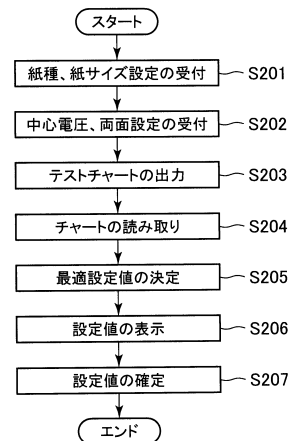 スタート
紙種、紙サイズ設定の受付 S201
中心電圧、両面設定の受付 S202
テストチャートの出力 S203
チャートの読み取り S204
最適設定値の決定 S205
設定値の表示 S206
設定値の確定 S207
エンド